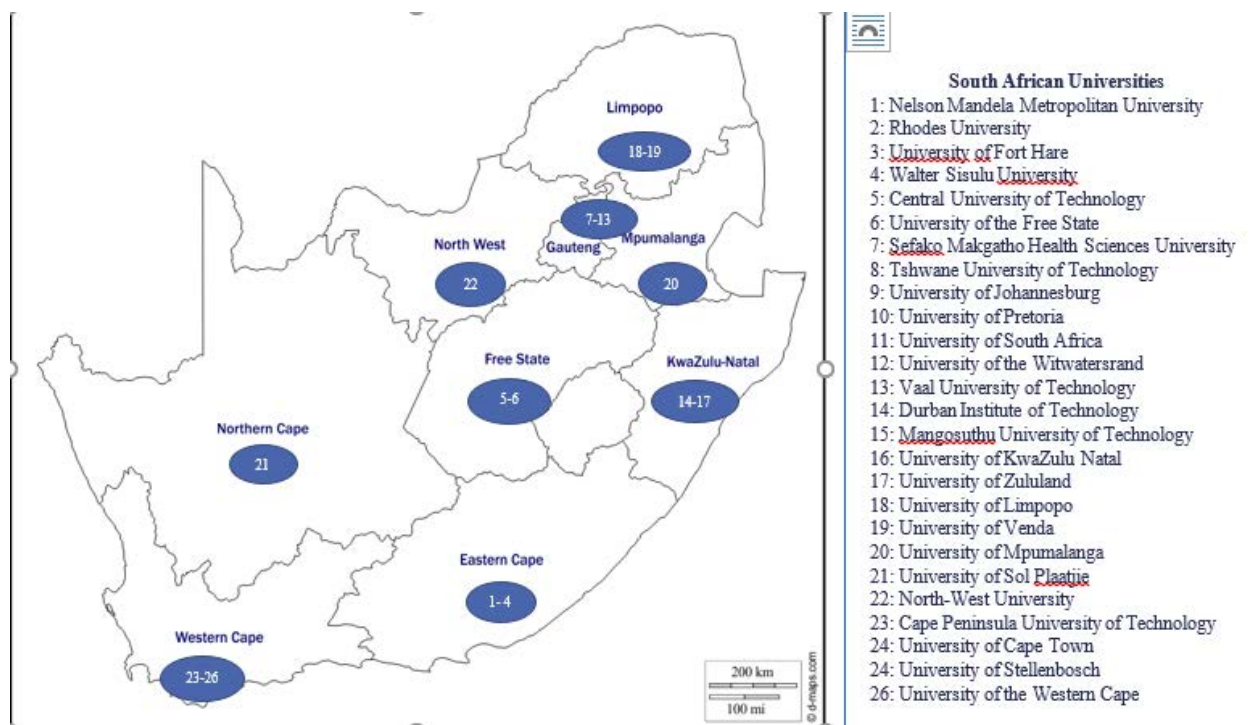 Limpopo
18-19
7-13
North West
Gauteng
Mpumalanga
22
20
Free State
KwaZulu-Natal
5-6
14-17
Northern Cape
21
Eastern Cape
1-4
Western Cape
23-26
200 km
100 mi
© d-maps.com
South African Universities
1: Nelson Mandela Metropolitan University
2: Rhodes University
3: University of Fort Hare
4: Walter Sisulu University
5: Central University of Technology
6: University of the Free State
7: Sefako Makgatho Health Sciences University
8: Tshwane University of Technology
9: University of Johannesburg
10: University of Pretoria
11: University of South Africa
12: University of the Witwatersrand
13: Vaal University of Technology
14: Durban Institute of Technology
15: Mangosuthu University of Technology
16: University of KwaZulu Natal
17: University of Zululand
18: University of Limpopo
19: University of Venda
20: University of Mpumalanga
21: University of Sol Plaatjie
22: North-West University
23: Cape Peninsula University of Technology
24: University of Cape Town
24: University of Stellenbosch
26: University of the Western Cape